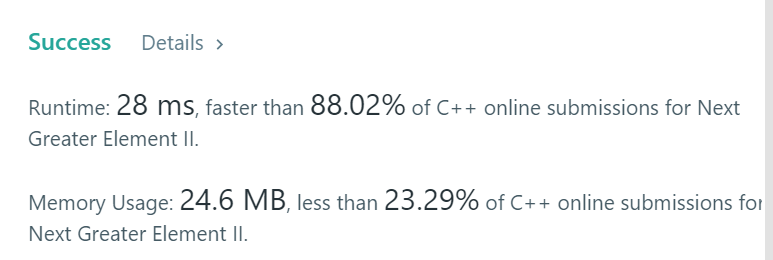 Success Details >
Runtime: 28 ms, faster than 88.02% of C++ online submissions for Next
Greater Element II.
Memory Usage: 24.6 MB, less than 23.29% of C++ online submissions for
Next Greater Element II.